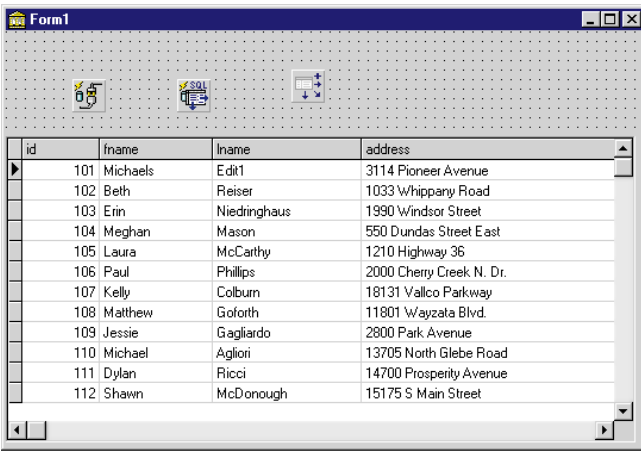 Form1
SQL
id fname lname address
101 Michaels Edit1 3114 Pioneer Avenue
102 Beth Reiser 1033 Whippany Road
103 Erin Niedringhaus 1990 Windsor Street
104 Meghan Mason 550 Dundas Street East
105 Laura McCarthy 1210 Highway 36
106 Paul Phillips 2000 Cherry Creek N. Dr.
107 Kelly Colburn 18131 Vallco Parkway
108 Matthew Goforth 11801 Wayzata Blvd.
109 Jessie Gagliardo 2800 Park Avenue
110 Michael Agliori 13705 North Glebe Road
111 Dylan Ricci 14700 Prosperity Avenue
112 Shawn McDonough 15175 S Main Street